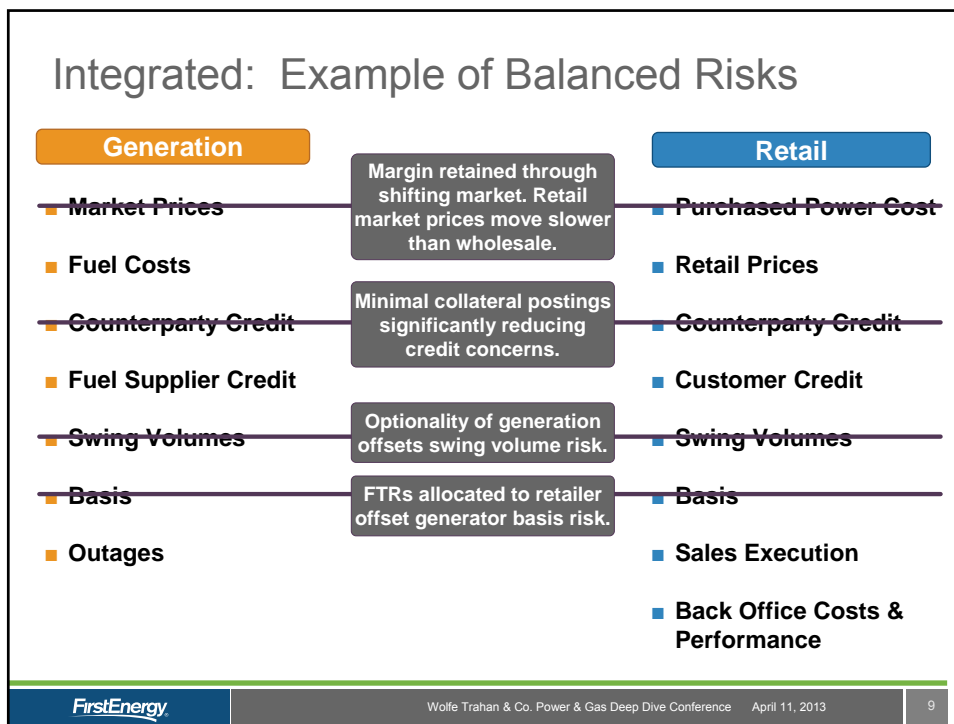 Integrated: Example of Balanced Risks
Generation
Market Prices
Fuel Costs
Counterparty Credit
Fuel Supplier Credit
Swing Volumes
Basis
Outages
Margin retained through
shifting market. Retail
market prices move slower
than wholesale.
Minimal collateral postings
significantly reducing
credit concerns.
Optionality of generation
offsets swing volume risk.
FTRs allocated to retailer
offset generator basis risk.
Retail
Purchased Power Cost
Retail Prices
Counterparty Credit
Customer Credit
Swing Volumes
Basis
Sales Execution
Back Office Costs &
Performance
FirstEnergy
Wolfe Trahan & Co. Power & Gas Deep Dive Conference April 11, 2013
9